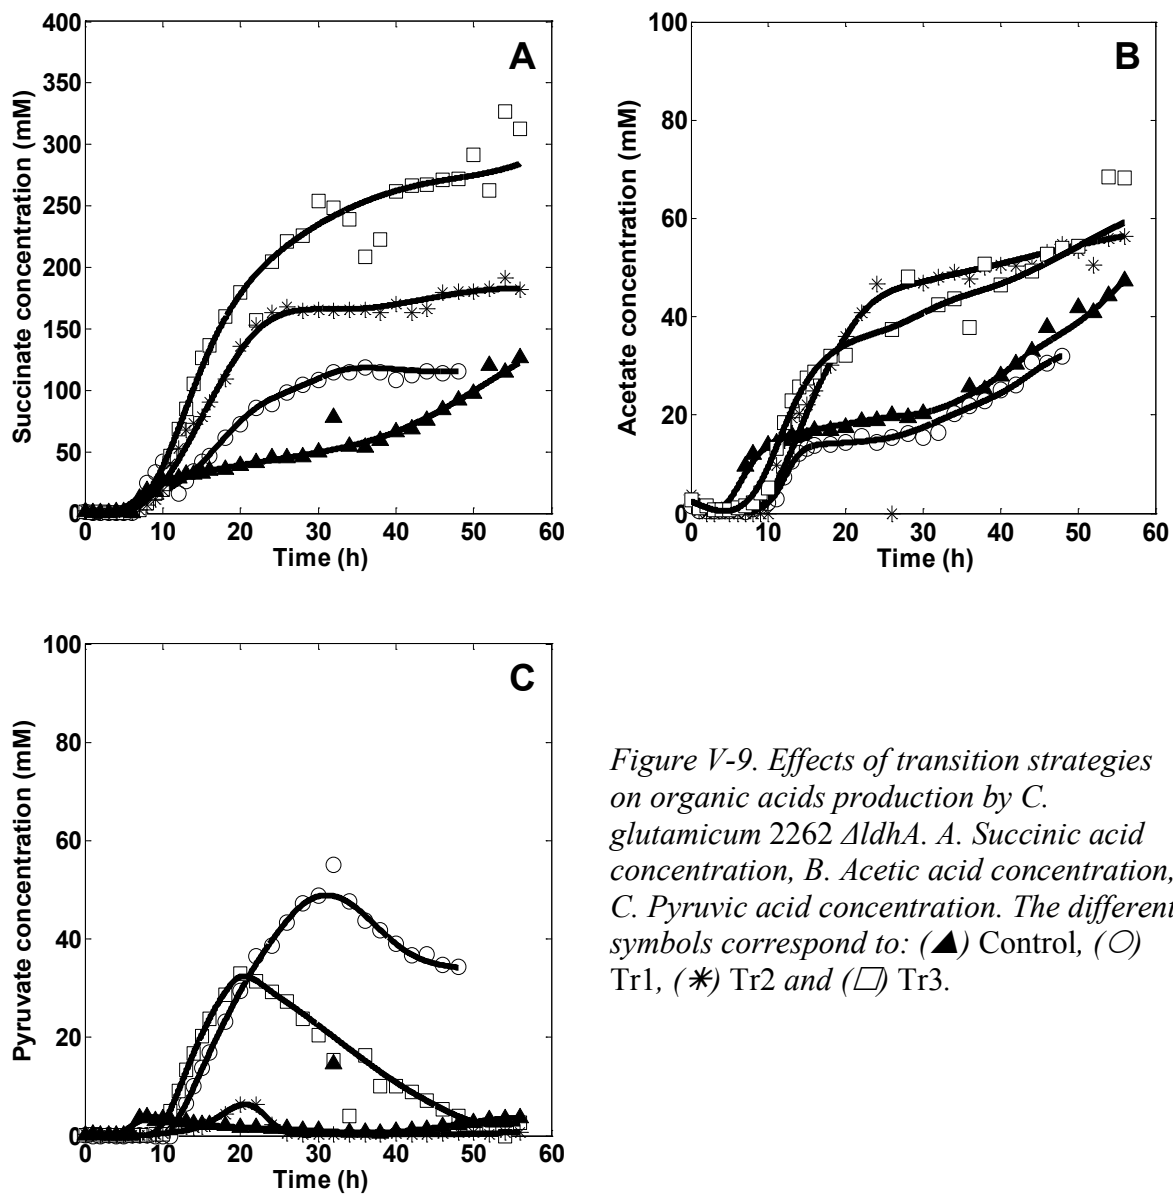 400
350
300
250
200
150
100
50
0
0 10 20 30 40 50 60
Succinate concentration (mM)
Time (h)
A
100
80
60
40
20
0
0 10 20 30 40 50 60
Acetate concentration (mM)
Time (h)
B
100
80
60
40
20
0
0 10 20 30 40 50 60
Pyruvate concentration (mM)
Time (h)
C
Figure V-9. Effects of transition strategies
on organic acids production by C.
glutamicum 2262 ΔldhA. A. Succinic acid
concentration, B. Acetic acid concentration,
C. Pyruvic acid concentration. The different
symbols correspond to: (▲) Control, (○)
Tr1, (✱) Tr2 and (□) Tr3.